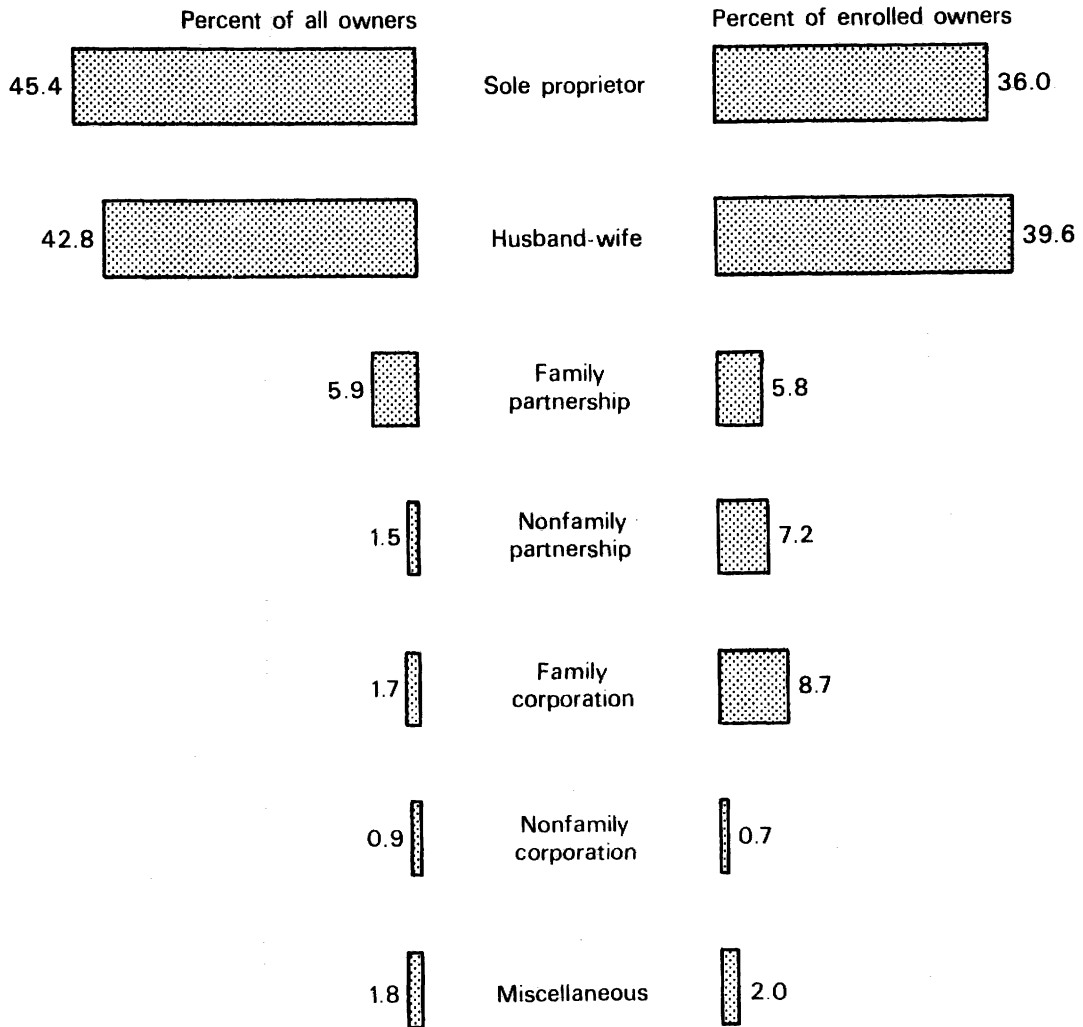 Percent of all owners
Percent of enrolled owners
45.4
Sole proprietor
36.0
42.8
Husband-wife
39.6
5.9
Family
partnership
5.8
1.5
Nonfamily
partnership
7.2
1.7
Family
corporation
8.7
0.9
Nonfamily
corporation
0.7
1.8
Miscellaneous
2.0